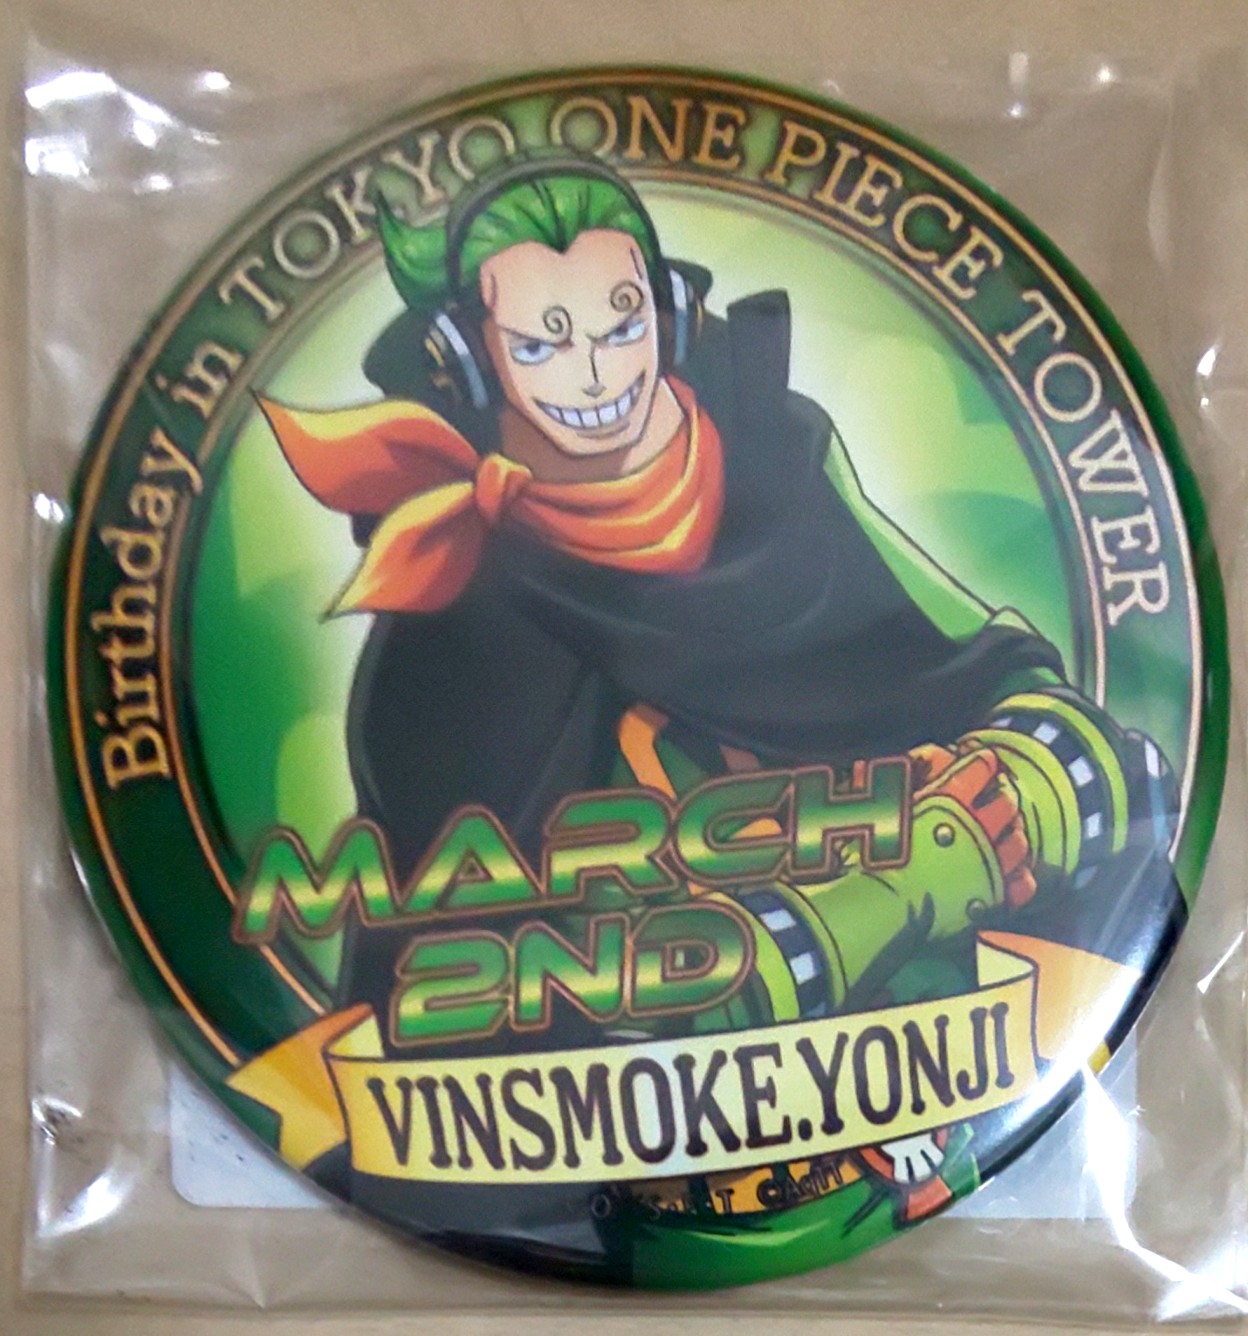 Birthday in TOKYO ONE PIECE TOWER
MARCH
2ND
VINSMOKE.YONJI